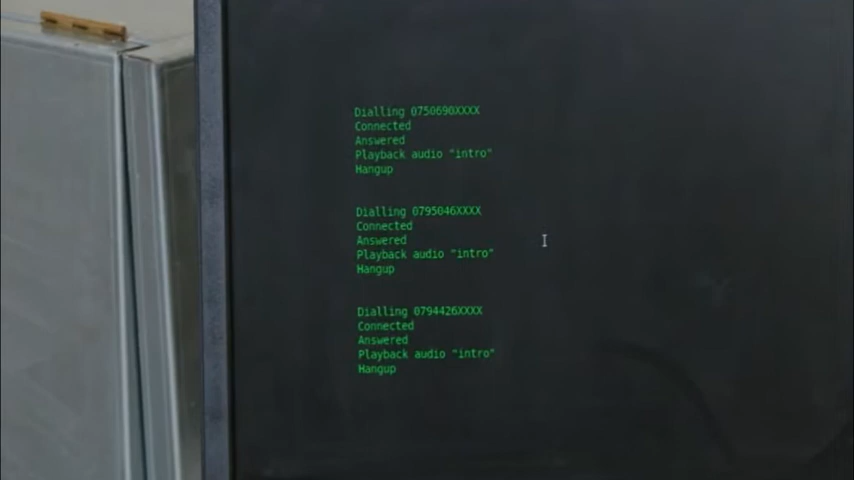 Dialling 0750690XXXX
Connected
Answered
Playback audio "intro"
Hangup
Dialling 0795046XXXX
Connected
Answered
Playback audio "intro"
Hangup
Dialling 0794426XXXX
Connected
Answered
Playback audio "intro"
Hangup